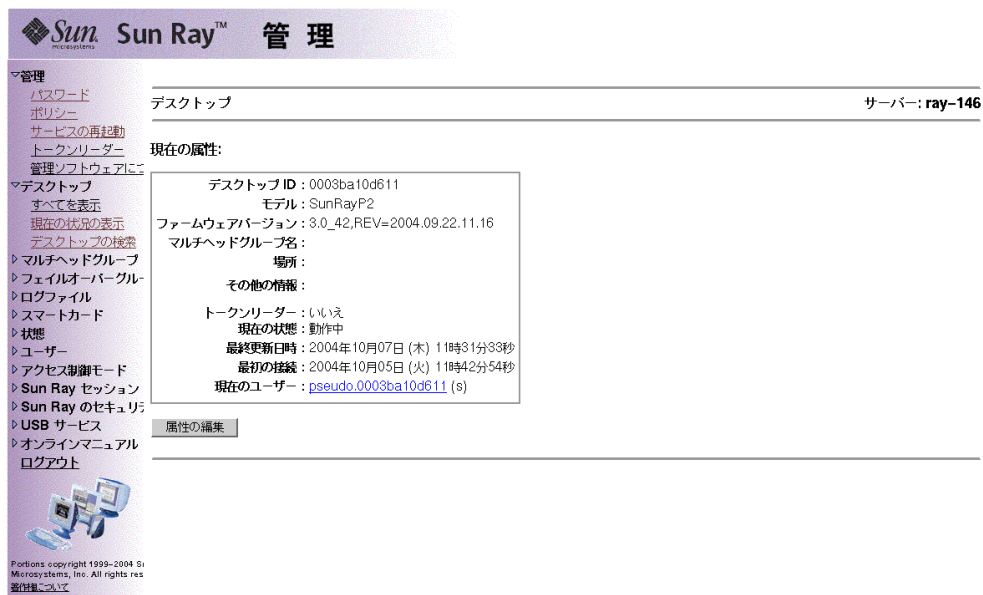 Sun microsystems Sun Ray™ 管理
▽管理
パスワード
ポリシー
サービスの再起動
トークンリーダー
管理ソフトウェアにつ
▽デスクトップ
すべてを表示
現在の状況の表示
デスクトップの検索
▷マルチヘッドグループ
▷フェイルオーバーグルー
▷ログファイル
▷スマートカード
▷状態
▷ユーザー
▷アクセス制御モード
▷Sun Ray セッション
▷Sun Ray のセキュリテ
▷USB サービス
▷オンラインマニュアル
ログアウト
Portions copyright 1999-2004 Su
Microsystems, Inc. All rights res
著作権について
デスクトップ サーバー: ray-146
現在の属性:
デスクトップ ID : 0003ba10d611
モデル : SunRayP2
ファームウェアバージョン : 3.0_42,REV=2004.09.22.11.16
マルチヘッドグループ名 :
場所 :
その他の情報 :
トークンリーダー : いいえ
現在の状態 : 動作中
最終更新日時 : 2004年10月07日 (木) 11時31分33秒
最初の接続 : 2004年10月05日 (火) 11時42分54秒
現在のユーザー : pseudo.0003ba10d611 (s)
属性の編集